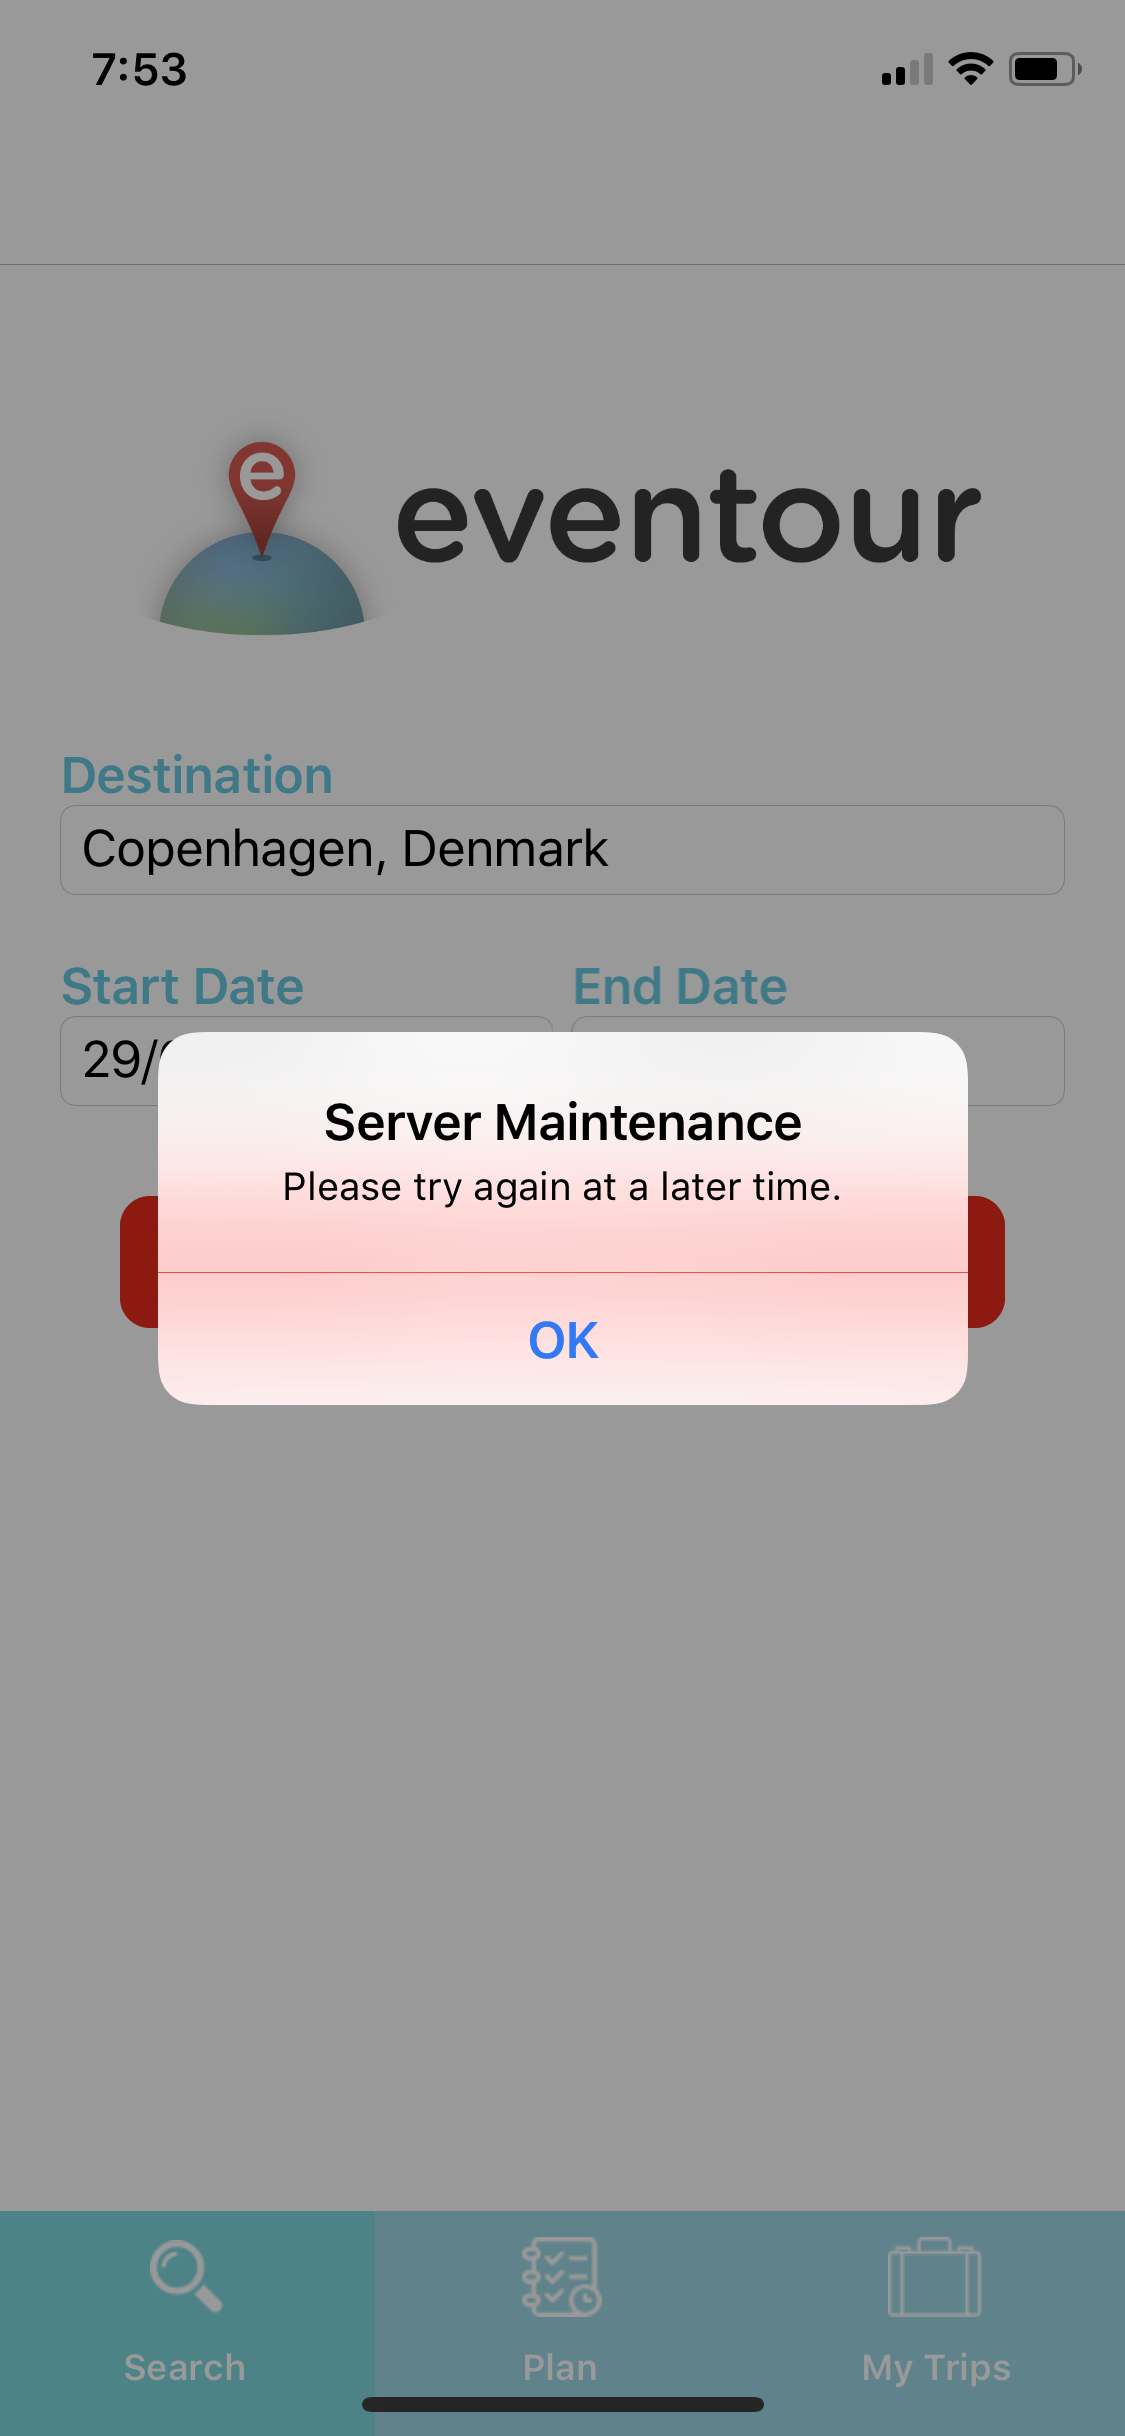 7:53
e
eventour
Destination
Copenhagen, Denmark
Start Date End Date
29/
Server Maintenance
Please try again at a later time.
OK
Search Plan My Trips